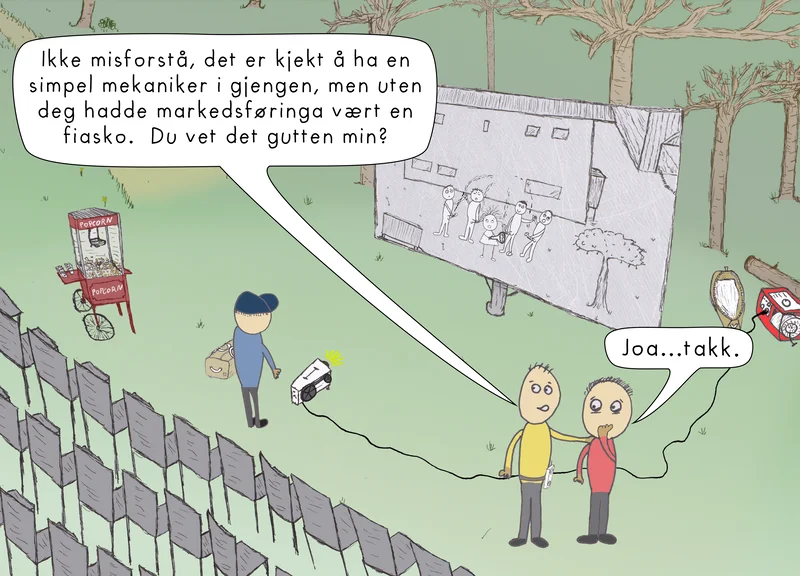 Ikke misforstå, det er kjekt å ha en
simpel mekaniker i gjengen, men uten
deg hadde markedsføringa vært en
fiasko. Du vet det gutten min?
POPCORN
POPCORN
Joa...takk.